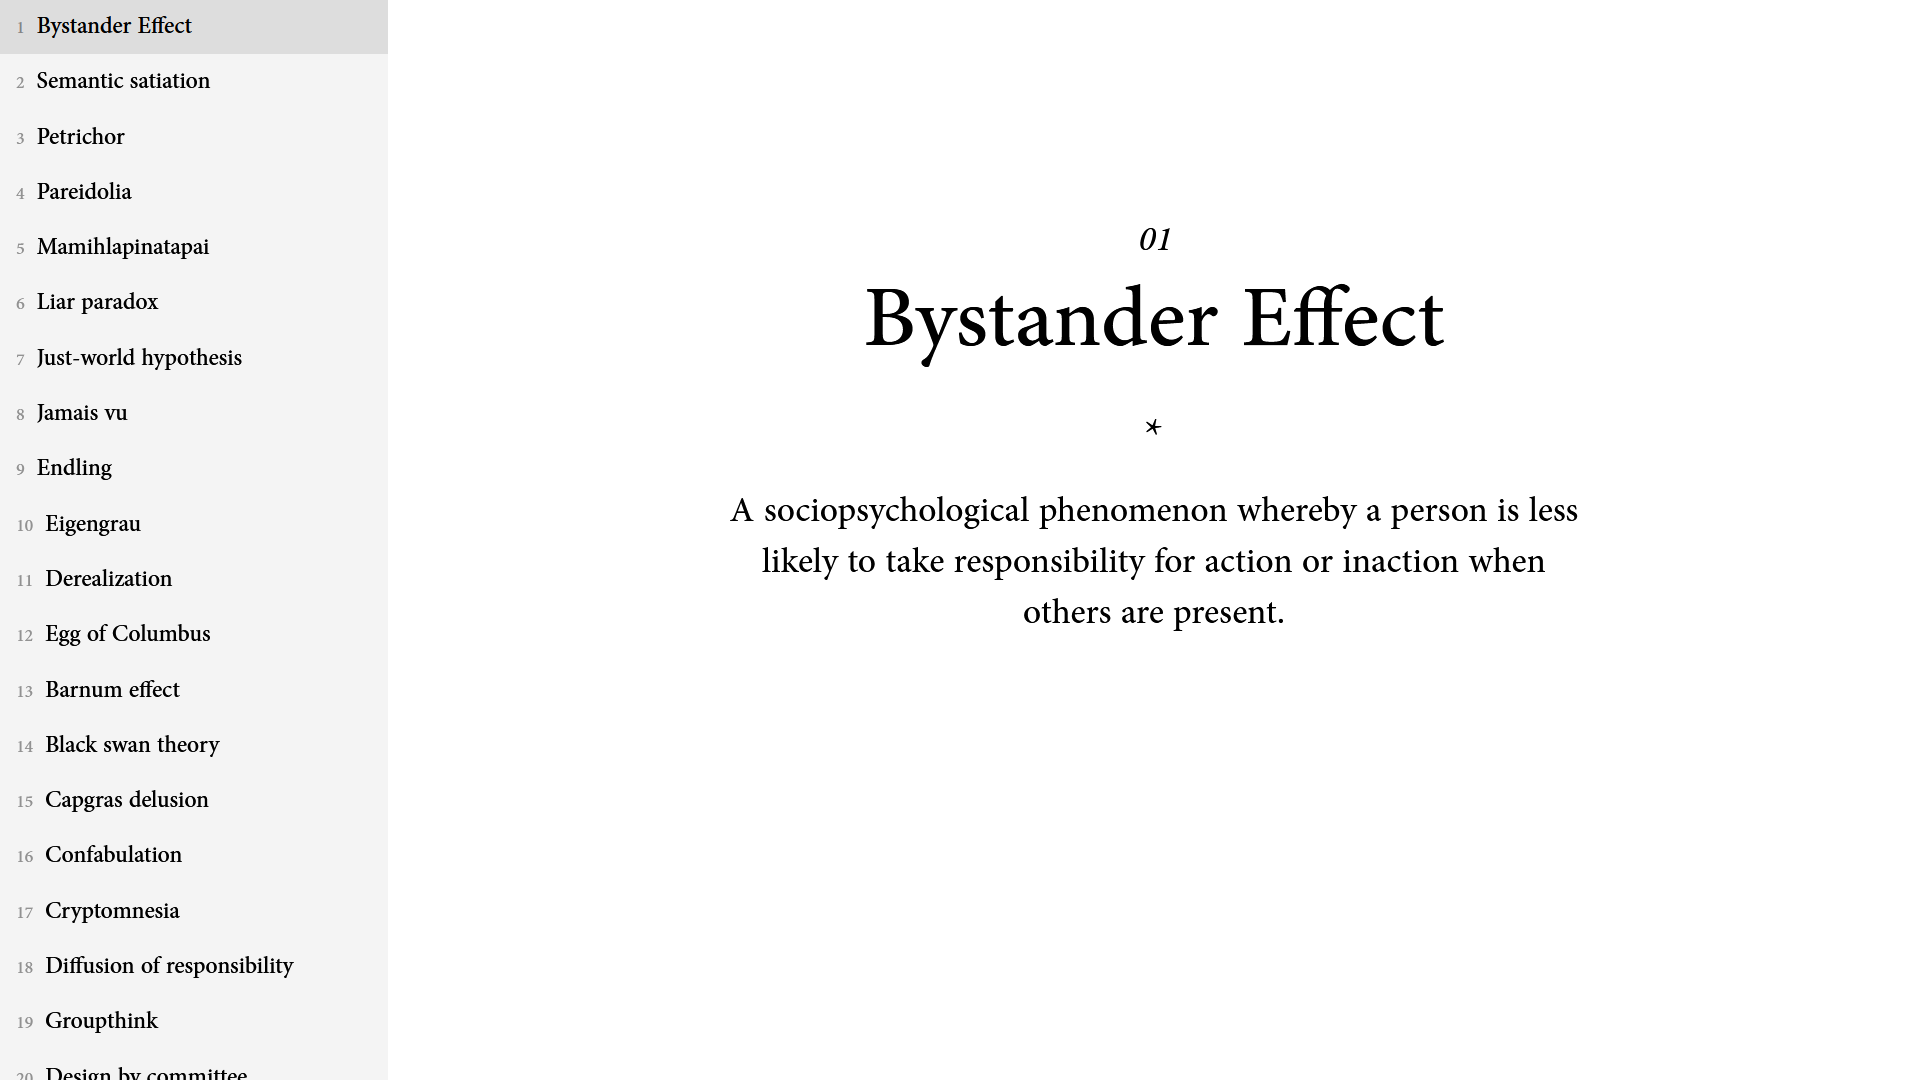 1 Bystander Effect
2 Semantic satiation
3 Petrichor
4 Pareidolia
5 Mamihlapinatapai
6 Liar paradox
7 Just-world hypothesis
8 Jamais vu
9 Endling
10 Eigengrau
11 Derealization
12 Egg of Columbus
13 Barnum effect
14 Black swan theory
15 Capgras delusion
16 Confabulation
17 Cryptomnesia
18 Diffusion of responsibility
19 Groupthink
20 Design by committee
01
Bystander Effect
*
A sociopsychological phenomenon whereby a person is less
likely to take responsibility for action or inaction when
others are present.